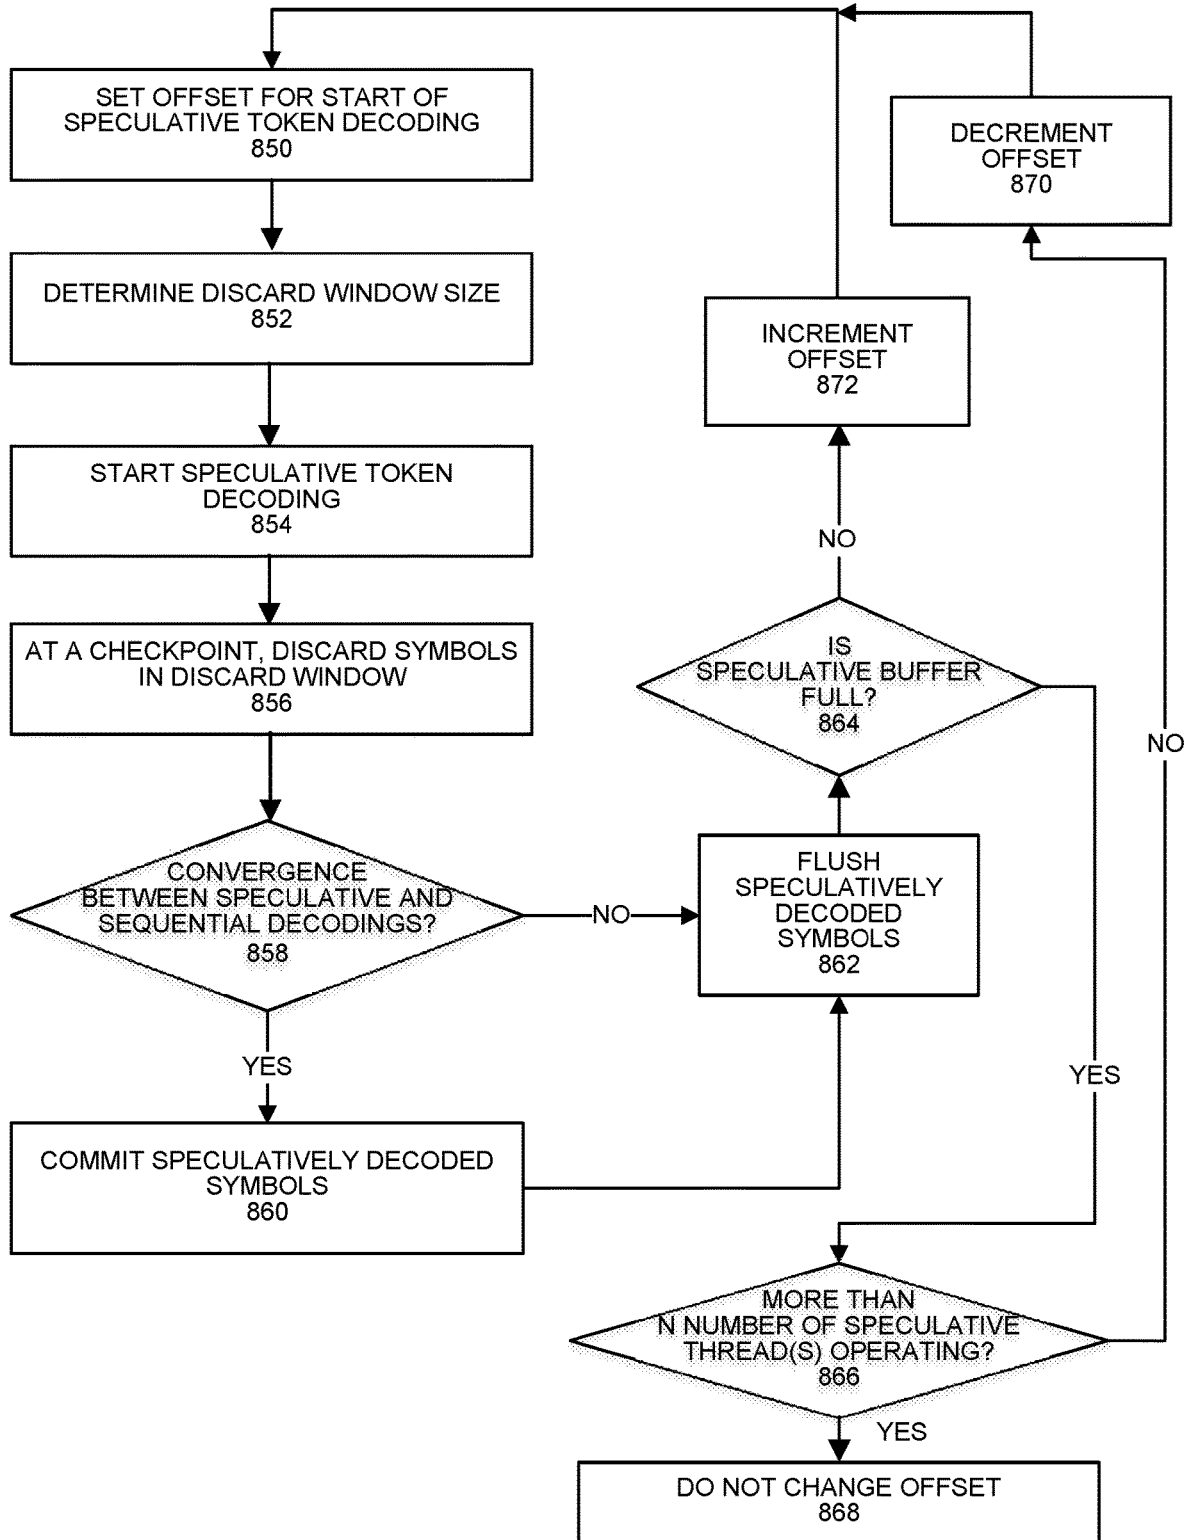 SET OFFSET FOR START OF
SPECULATIVE TOKEN DECODING
850
DETERMINE DISCARD WINDOW SIZE
852
START SPECULATIVE TOKEN
DECODING
854
AT A CHECKPOINT, DISCARD SYMBOLS
IN DISCARD WINDOW
856
CONVERGENCE
BETWEEN SPECULATIVE AND
SEQUENTIAL DECODINGS?
858
NO
YES
COMMIT SPECULATIVELY DECODED
SYMBOLS
860
FLUSH
SPECULATIVELY
DECODED
SYMBOLS
862
IS
SPECULATIVE BUFFER
FULL?
864
NO
YES
INCREMENT
OFFSET
872
DECREMENT
OFFSET
870
MORE THAN
N NUMBER OF SPECULATIVE
THREAD(S) OPERATING?
866
NO
YES
DO NOT CHANGE OFFSET
868